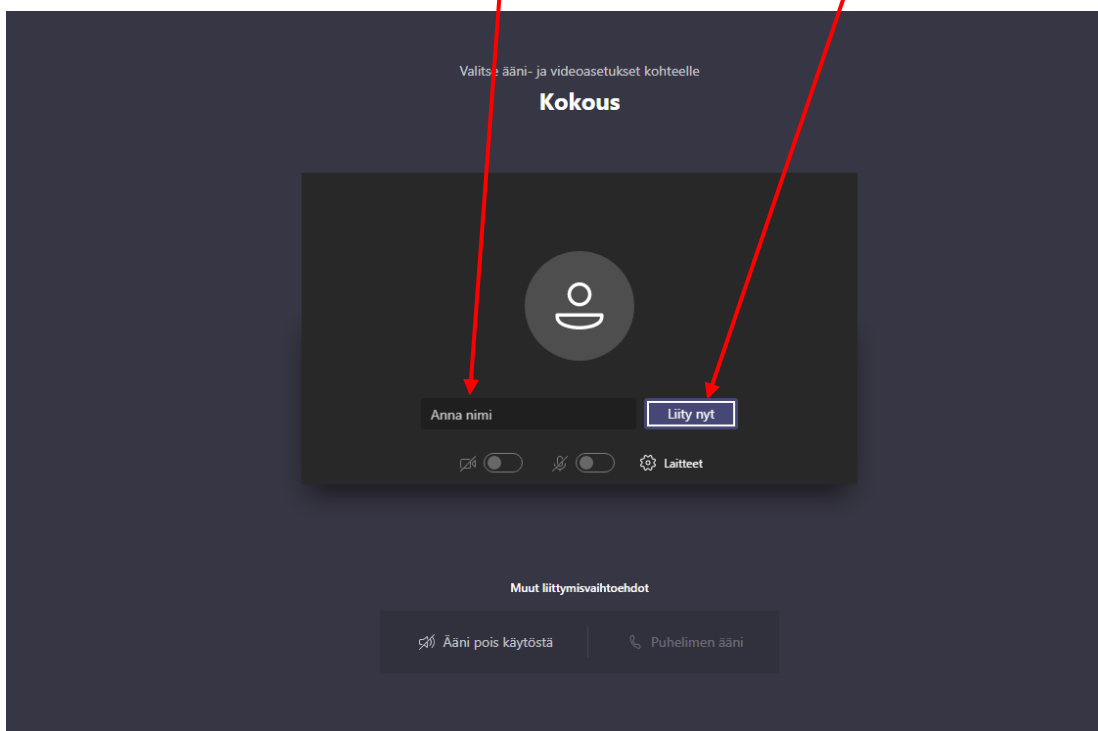 Valitse ääni- ja videoasetukset kohteelle
Kokous
Anna nimi
Liity nyt
Laitteet
Muut liittymisvaihtoehdot
Ääni pois käytöstä
Puhelimen ääni